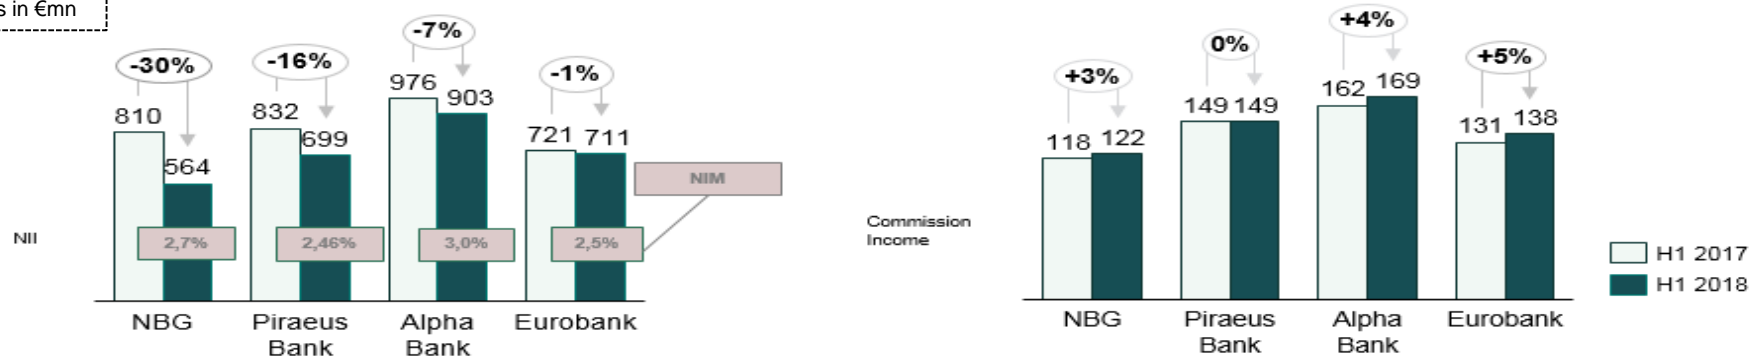 s in €mn
-30%
-16%
-7%
-1%
810
564
832
699
976
903
721
711
NIM
NII
2,7%
2,46%
3,0%
2,5%
NBG
Piraeus
Bank
Alpha
Bank
Eurobank
+3%
0%
+4%
+5%
118
122
149
149
162
169
131
138
Commission
Income
NBG
Piraeus
Bank
Alpha
Bank
Eurobank
H1 2017
H1 2018